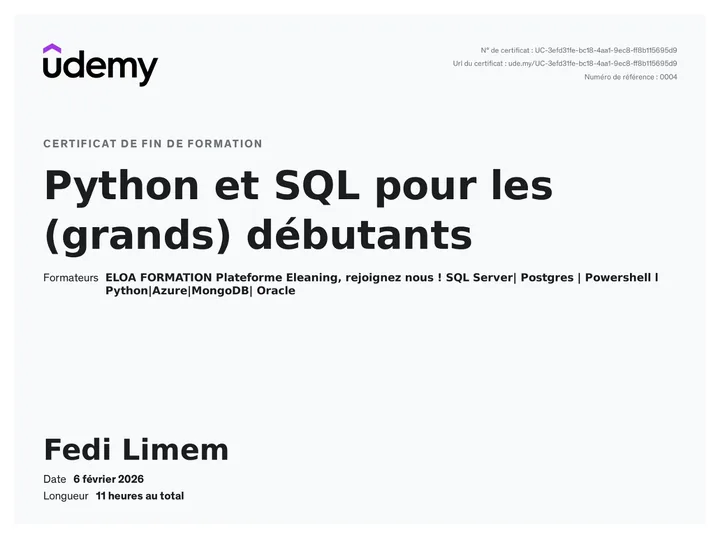 udemy
N° de certificat : UC-3efd31fe-bc18-4aa1-9ec8-ff8b115695d9
Url du certificat : ude.my/UC-3efd31fe-bc18-4aa1-9ec8-ff8b115695d9
Numéro de référence : 0004
CERTIFICAT DE FIN DE FORMATION
Python et SQL pour les
(grands) débutants
Formateurs ELOA FORMATION Plateforme Eleaning, rejoignez nous ! SQL Server| Postgres | Powershell l
Python|Azure|MongoDB| Oracle
Fedi Limem
Date 6 février 2026
Longueur 11 heures au total